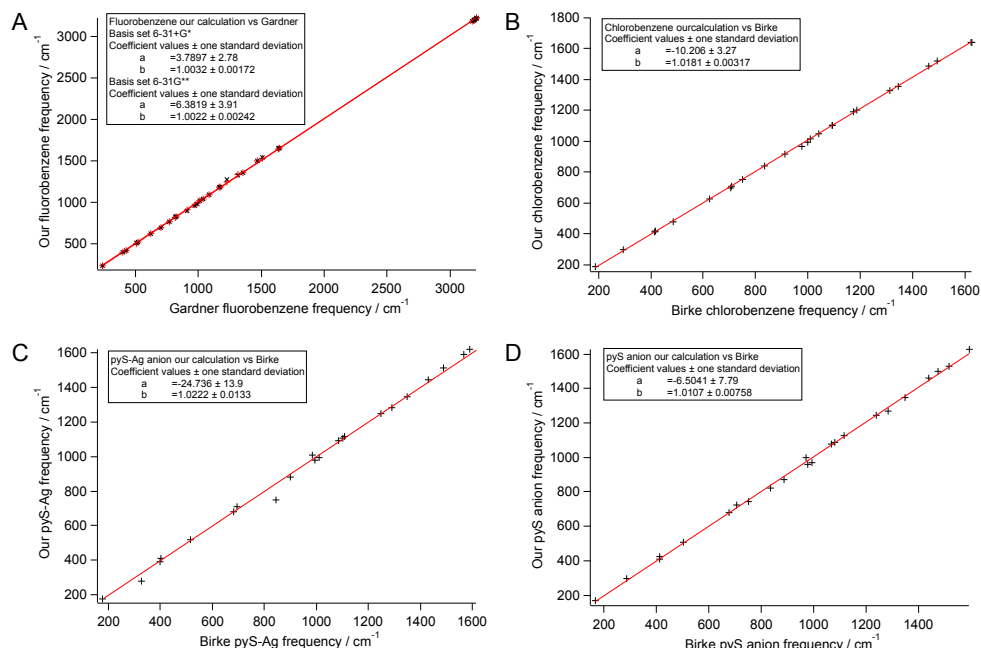 A
Fluorobenzene our calculation vs Gardner
Basis set 6-31+G*
Coefficient values ± one standard deviation
a =3.7897 ± 2.78
b =1.0032 ± 0.00172
Basis set 6-31G**
Coefficient values ± one standard deviation
a =6.3819 ± 3.91
b =1.0022 ± 0.00242
3000
2500
2000
1500
1000
500
Our fluorobenzene frequency / cm-1
500 1000 1500 2000 2500 3000
Gardner fluorobenzene frequency / cm-1
B
Chlorobenzene ourcalculation vs Birke
Coefficient values ± one standard deviation
a =-10.206 ± 3.27
b =1.0181 ± 0.00317
1800
1600
1400
1200
1000
800
600
400
200
Our chlorobenzene frequency / cm-1
200 400 600 800 1000 1200 1400 1600
Birke chlorobenzene frequency / cm-1
C
pyS-Ag anion our calculation vs Birke
Coefficient values ± one standard deviation
a =-24.736 ± 13.9
b =1.0222 ± 0.0133
1600
1400
1200
1000
800
600
400
200
Our pyS-Ag frequency / cm-1
200 400 600 800 1000 1200 1400 1600
Birke pyS-Ag frequency / cm-1
D
pyS anion our calculation vs Birke
Coefficient values ± one standard deviation
a =-6.5041 ± 7.79
b =1.0107 ± 0.00758
1600
1400
1200
1000
800
600
400
200
Our pyS anion frequency / cm-1
200 400 600 800 1000 1200 1400
Birke pyS anion frequency / cm-1